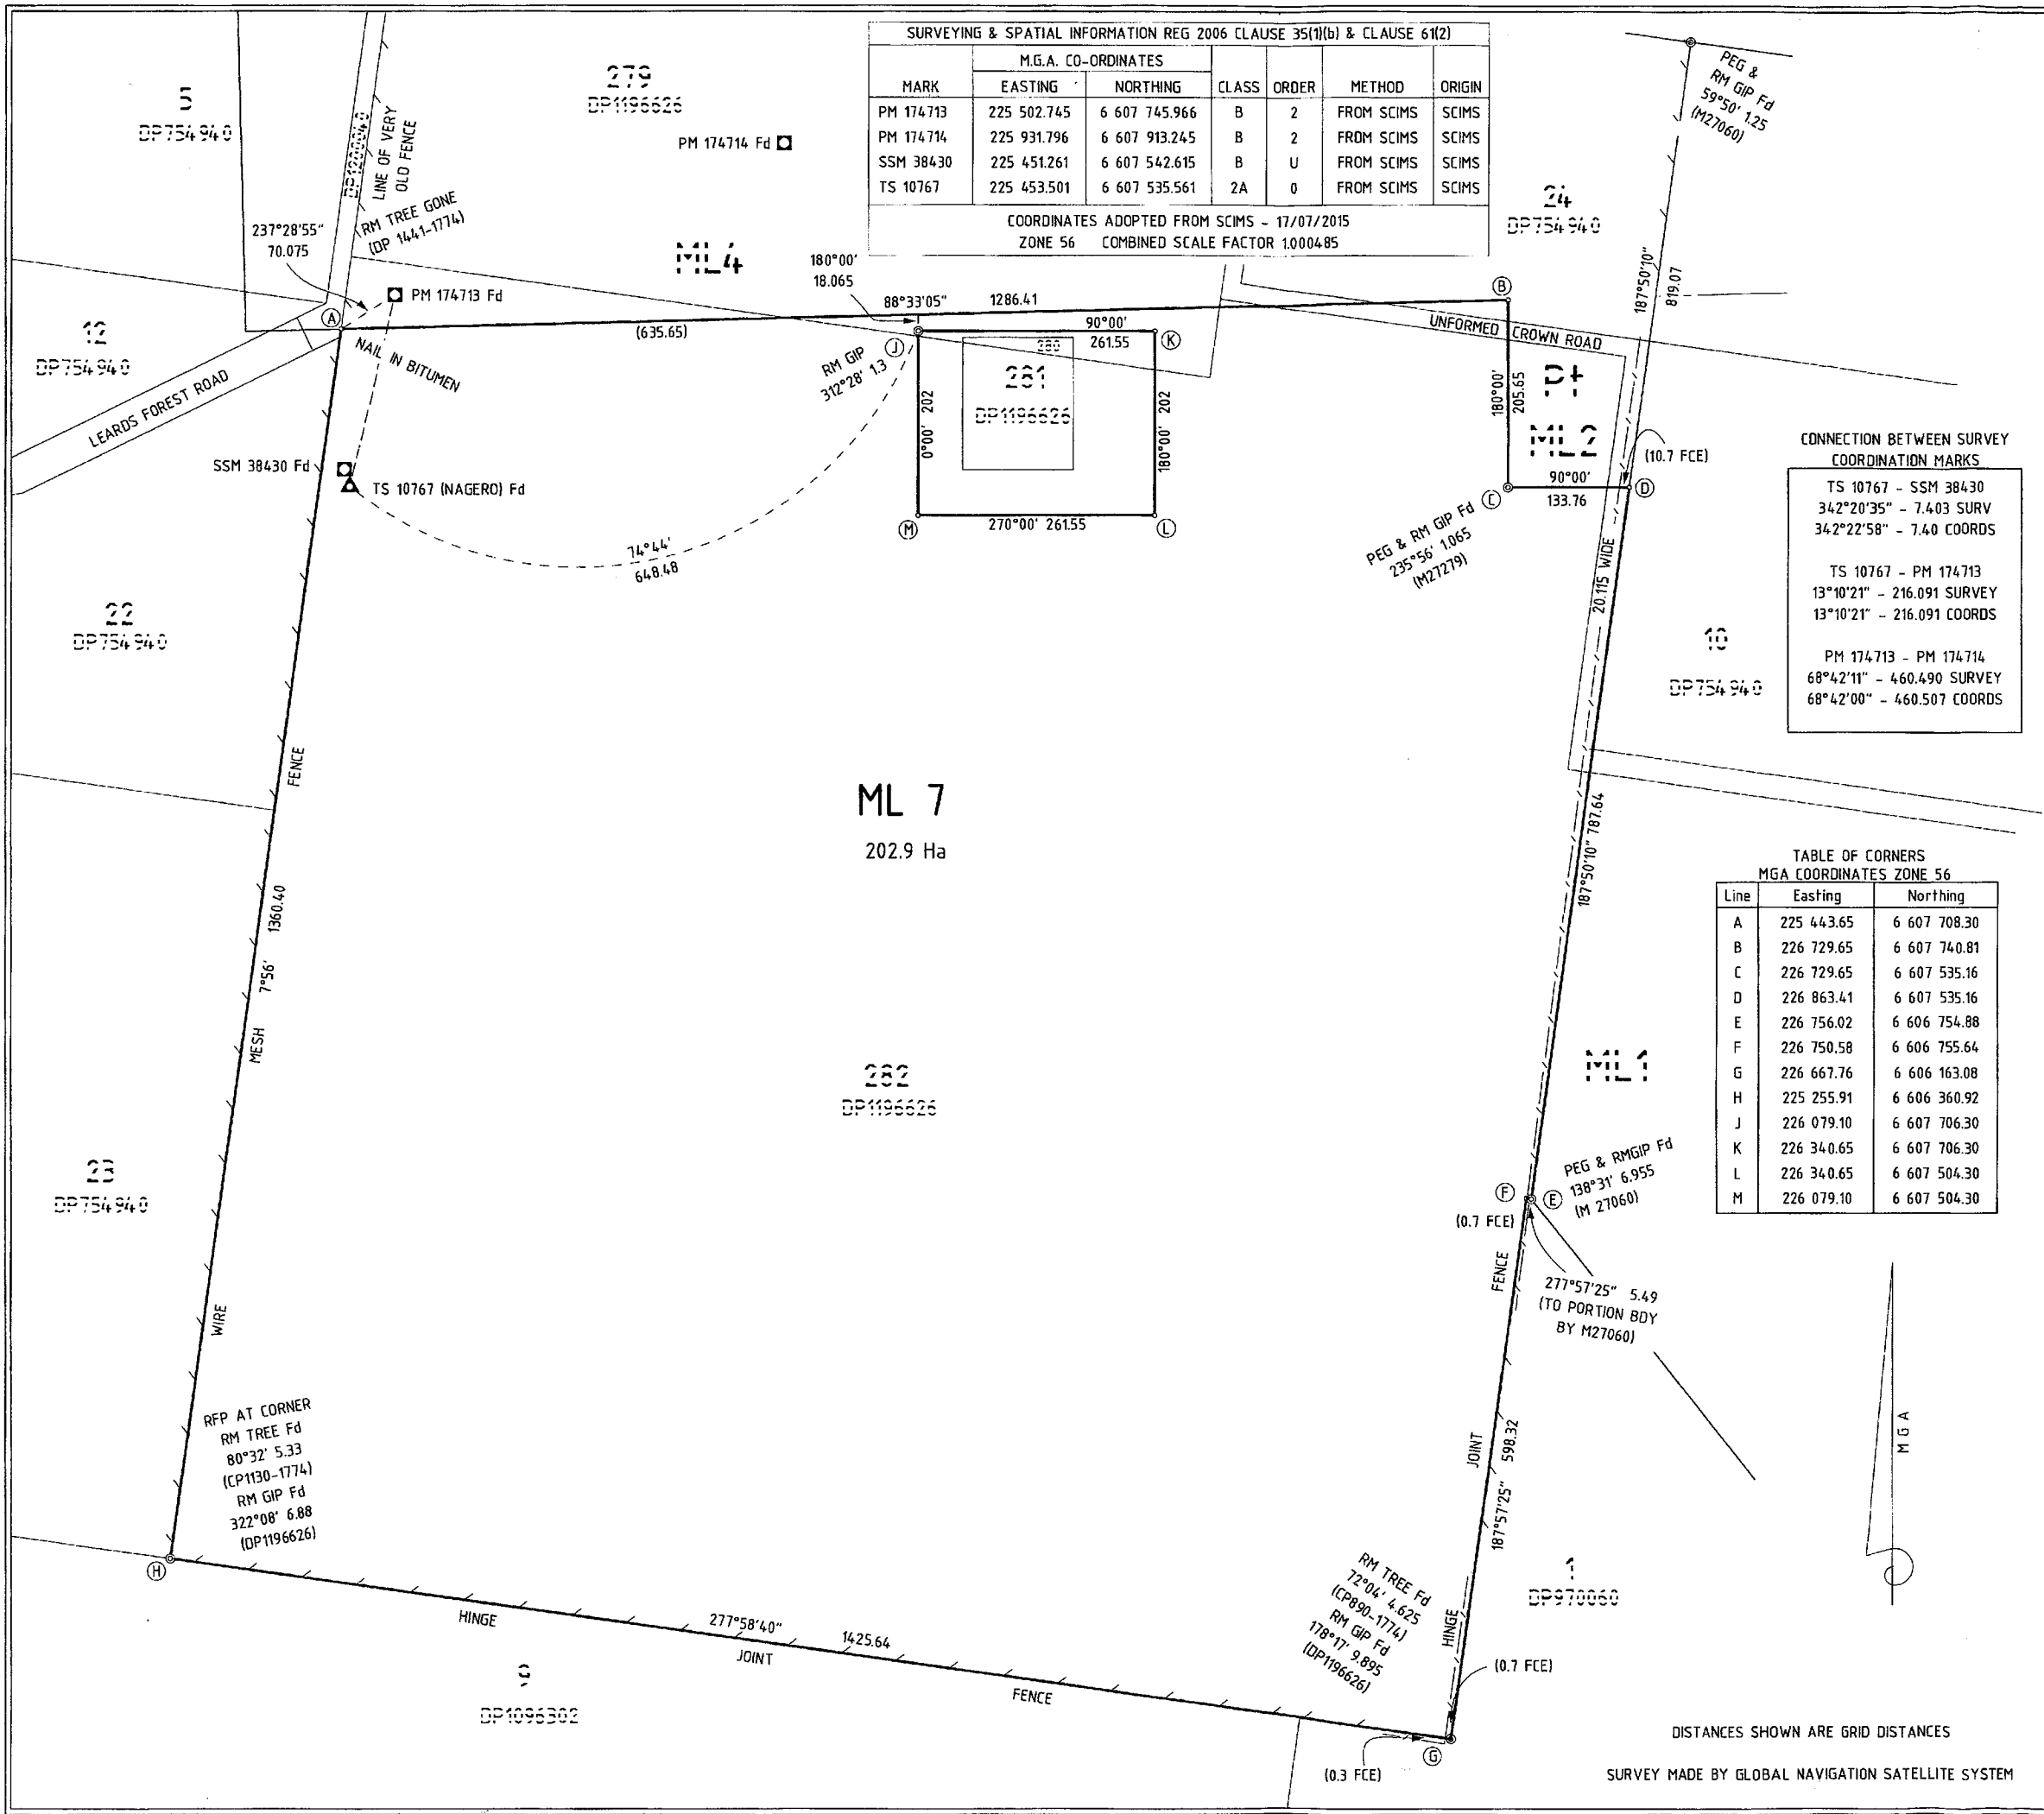 SURVEYING & SPATIAL INFORMATION REG 2006 CLAUSE 35(1)(b) & CLAUSE 61(2)
M.G.A. CO-ORDINATES
MARK EASTING NORTHING CLASS ORDER METHOD ORIGIN
PM 174713 225 502.745 6 607 745.966 B 2 FROM SCIMS SCIMS
PM 174714 225 931.796 6 607 913.245 B 2 FROM SCIMS SCIMS
SSM 38430 225 451.261 6 607 542.615 B U FROM SCIMS SCIMS
TS 10767 225 453.501 6 607 535.561 2A 0 FROM SCIMS SCIMS
COORDINATES ADOPTED FROM SCIMS - 17/07/2015
ZONE 56 COMBINED SCALE FACTOR 1.000485
5
DP754940
279
DP1196626
PM 174714 Fd
DP1200040
LINE OF VERY
OLD FENCE
RM TREE GONE
(DP 1441-1774)
237°28'55"
70.075
PM 174713 Fd
ML4
180°00'
18.065
88°33'05" 1286.41
(635.65)
PEG &
RM GIP Fd
59°50' 1.25
(M27060)
24
DP754940
187°50'10"
819.07
A
B
12
DP754940
NAIL IN BITUMEN
LEARDS FOREST ROAD
RM GIP
312°28' 1.3
J
90°00'
261.55
K
280
281
DP1196626
0°00' 202
180°00' 202
M
270°00' 261.55
L
UNFORMED CROWN ROAD
180°00'
205.65
Pt
ML2
(10.7 FCE)
C
90°00'
133.76
D
PEG & RM GIP Fd
235°56' 1.065
(M27279)
SSM 38430 Fd
TS 10767 (NAGERO) Fd
74°44'
648.48
20.115 WIDE
CONNECTION BETWEEN SURVEY
COORDINATION MARKS
TS 10767 - SSM 38430
342°20'35" - 7.403 SURV
342°22'58" - 7.40 COORDS
TS 10767 - PM 174713
13°10'21" - 216.091 SURVEY
13°10'21" - 216.091 COORDS
PM 174713 - PM 174714
68°42'11" - 460.490 SURVEY
68°42'00" - 460.507 COORDS
22
DP754940
10
DP754940
FENCE
ML 7
202.9 Ha
187°50'10" 787.64
7°56' 1360.40
MESH
TABLE OF CORNERS
MGA COORDINATES ZONE 56
Line Easting Northing
A 225 443.65 6 607 708.30
B 226 729.65 6 607 740.81
C 226 729.65 6 607 535.16
D 226 863.41 6 607 535.16
E 226 756.02 6 606 754.88
F 226 750.58 6 606 755.64
G 226 667.76 6 606 163.08
H 225 255.91 6 606 360.92
J 226 079.10 6 607 706.30
K 226 340.65 6 607 706.30
L 226 340.65 6 607 504.30
M 226 079.10 6 607 504.30
282
DP1196626
ML1
23
DP754940
PEG & RMGIP Fd
138°31' 6.955
(M 27060)
F
E
(0.7 FCE)
FENCE
277°57'25" 5.49
(TO PORTION BDY
BY M27060)
WIRE
RFP AT CORNER
RM TREE Fd
80°32' 5.33
(CP1130-1774)
RM GIP Fd
322°08' 6.88
(DP1196626)
JOINT
187°57'25" 598.32
MGA
H
HINGE
277°58'40" 1425.64
JOINT
FENCE
RM TREE Fd
72°04' 4.625
(CP890-1774)
RM GIP Fd
178°17' 9.895
(DP1196626)
HINGE
1
DP970060
(0.7 FCE)
9
DP1096302
G
(0.3 FCE)
DISTANCES SHOWN ARE GRID DISTANCES
SURVEY MADE BY GLOBAL NAVIGATION SATELLITE SYSTEM